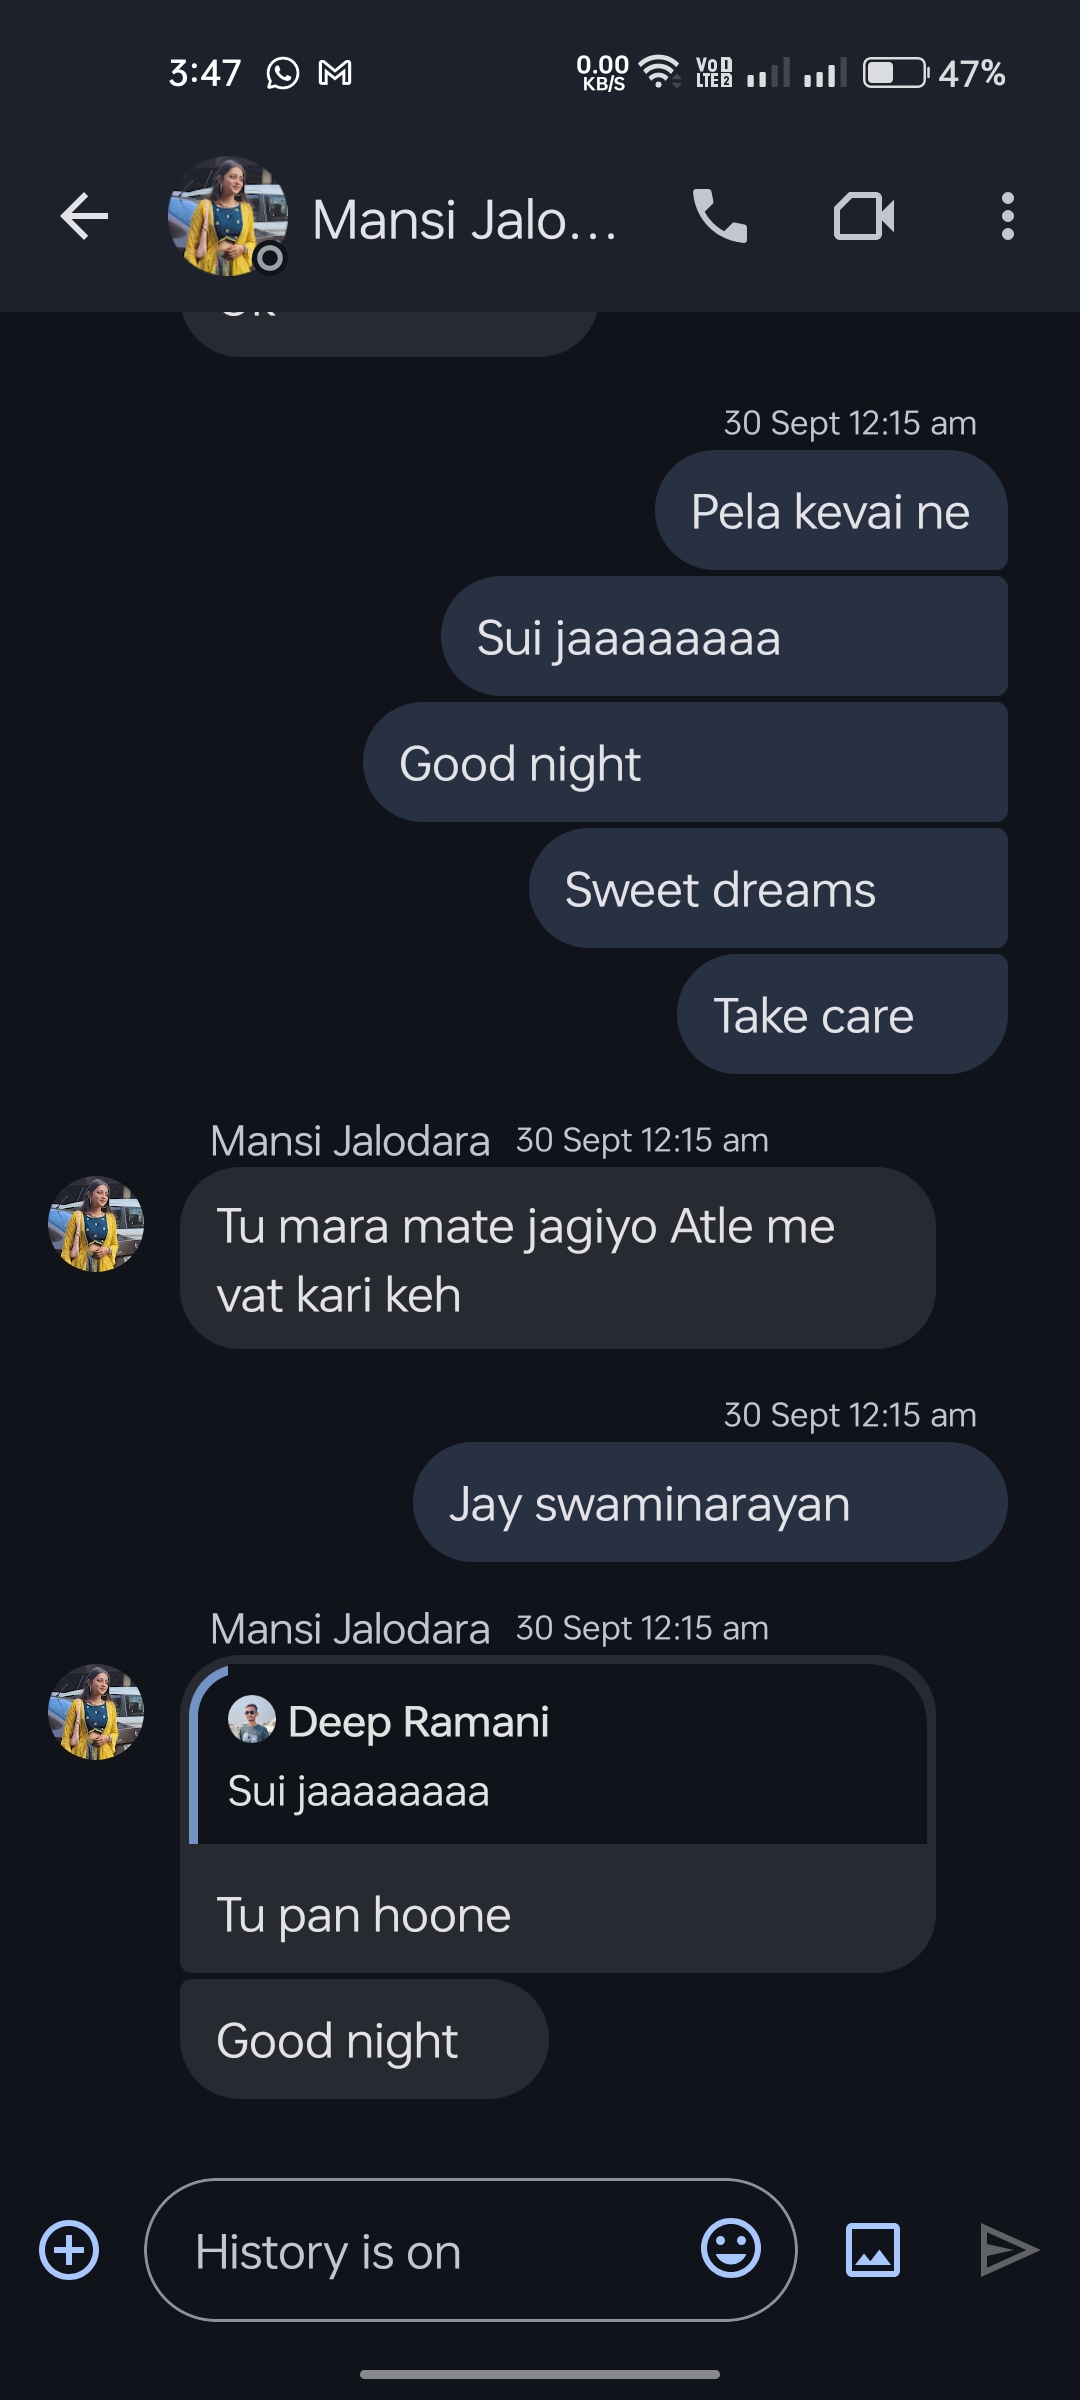 3:47
0.00
KB/S
VoD
LTE 2
47%
Mansi Jalo...
30 Sept 12:15 am
Pela kevai ne
Sui jaaaaaaaa
Good night
Sweet dreams
Take care
Mansi Jalodara 30 Sept 12:15 am
Tu mara mate jagiyo Atle me
vat kari keh
30 Sept 12:15 am
Jay swaminarayan
Mansi Jalodara 30 Sept 12:15 am
Deep Ramani
Sui jaaaaaaaa
Tu pan hoone
Good night
History is on